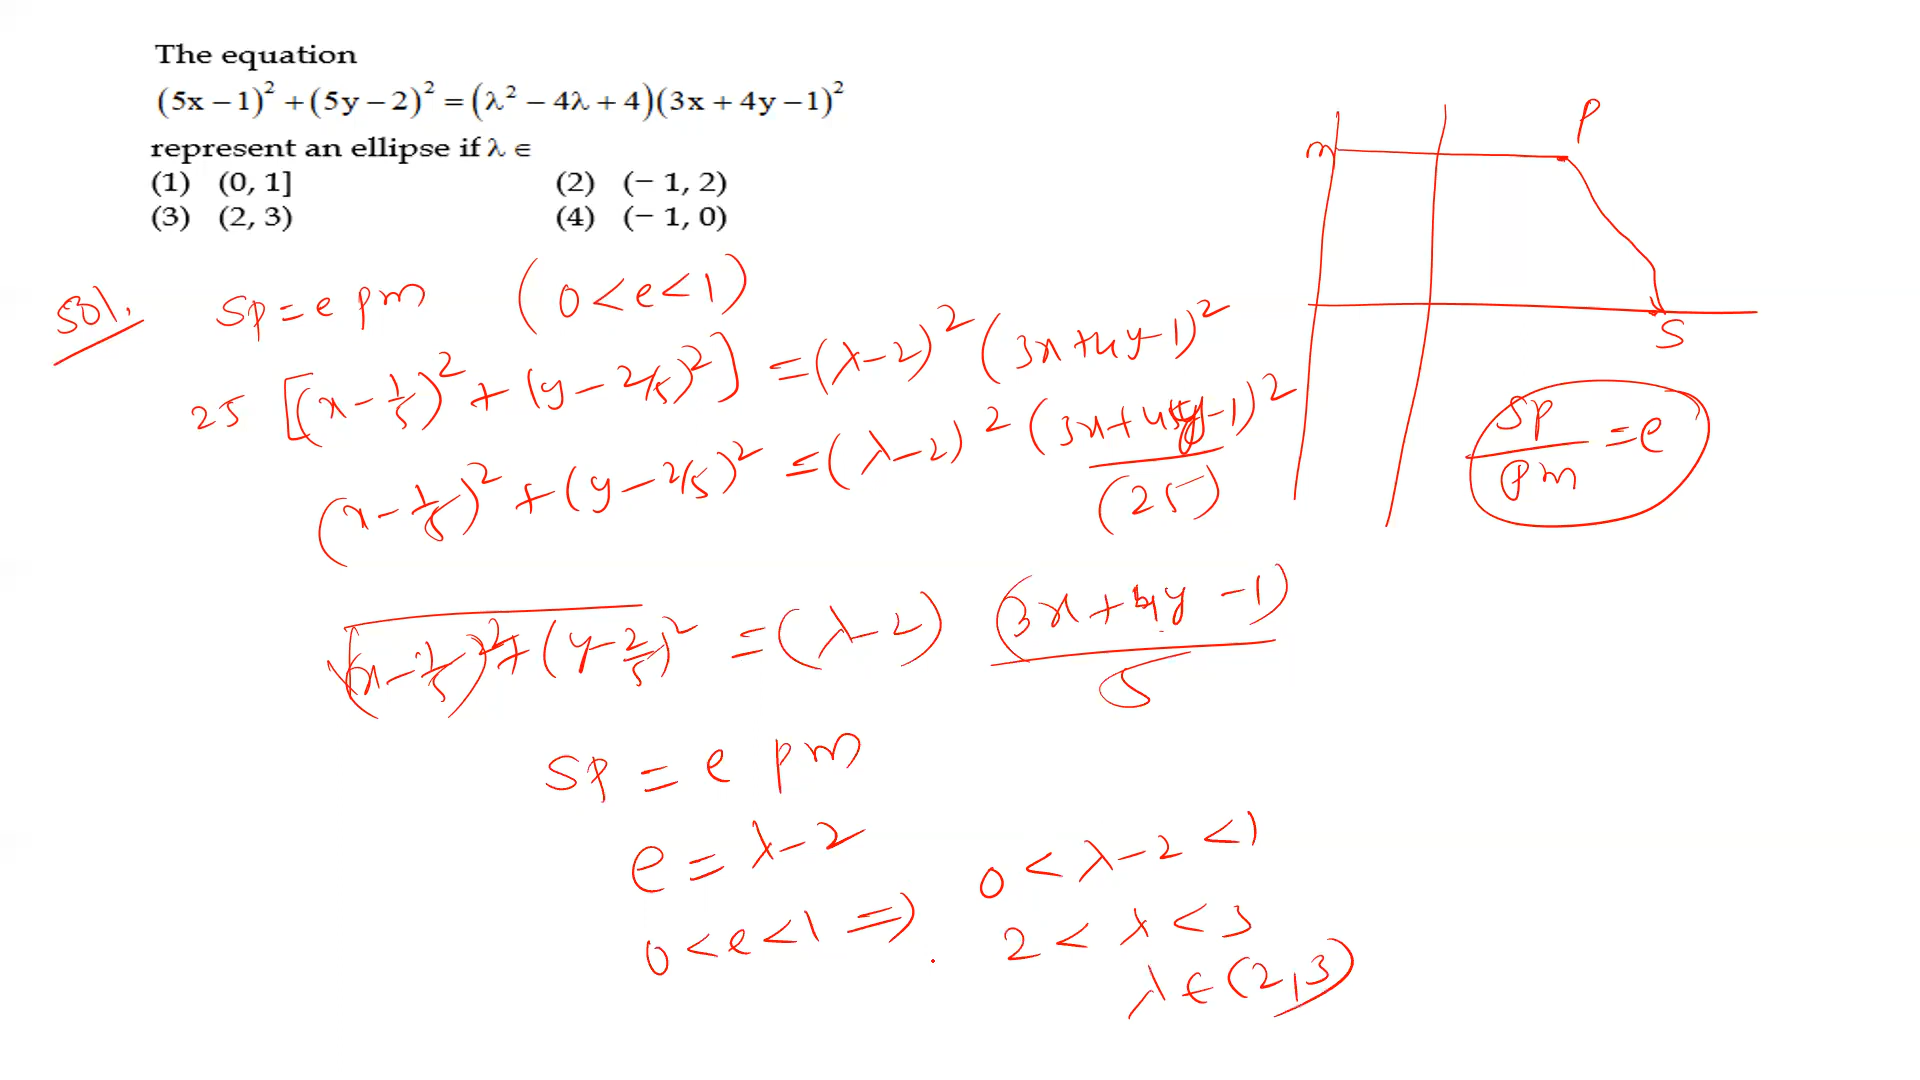 The equation
(5x – 1)² + (5y – 2)² = (λ² – 4λ + 4)(3x + 4y – 1)²
represent an ellipse if λ ∈
(1) (0, 1] (2) (– 1, 2)
(3) (2, 3) (4) (– 1, 0)
Sol. SP = e PM (0 < e < 1)
25 [(x – 1/5)² + (y – 2/5)²] = (λ – 2)² (3x + 4y – 1)²
(x – 1/5)² + (y – 2/5)² = (λ – 2)² (3x + 4y – 1)² / (25)
√(x – 1/5)² + (y – 2/5)² = (λ – 2) (3x + 4y – 1) / 5
SP = e PM
e = λ – 2
0 < e < 1 ⇒ 0 < λ – 2 < 1
2 < λ < 3
λ ∈ (2, 3)
P
M
S
SP / PM = e